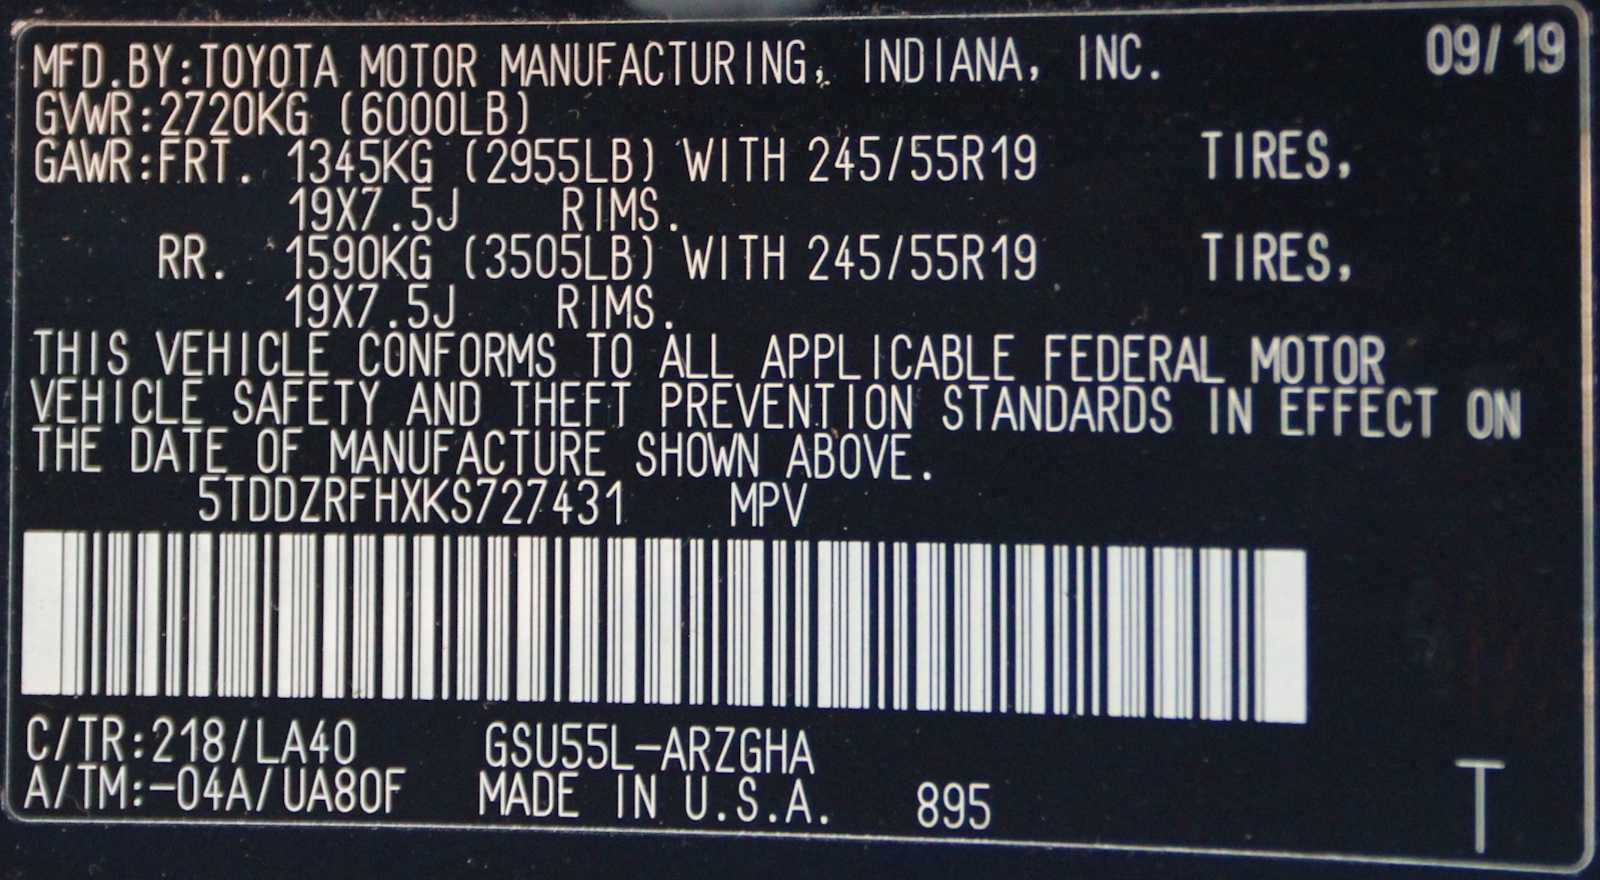 MFD.BY:TOYOTA MOTOR MANUFACTURING, INDIANA, INC. 09/19
GVWR:2720KG (6000LB)
GAWR:FRT. 1345KG (2955LB) WITH 245/55R19 TIRES,
19X7.5J RIMS.
RR. 1590KG (3505LB) WITH 245/55R19 TIRES,
19X7.5J RIMS.
THIS VEHICLE CONFORMS TO ALL APPLICABLE FEDERAL MOTOR
VEHICLE SAFETY AND THEFT PREVENTION STANDARDS IN EFFECT ON
THE DATE OF MANUFACTURE SHOWN ABOVE.
5TDDZRFHXKS727431 MPV
C/TR:218/LA40 GSU55L-ARZGHA
A/TM:-04A/UA80F MADE IN U.S.A. 895 T